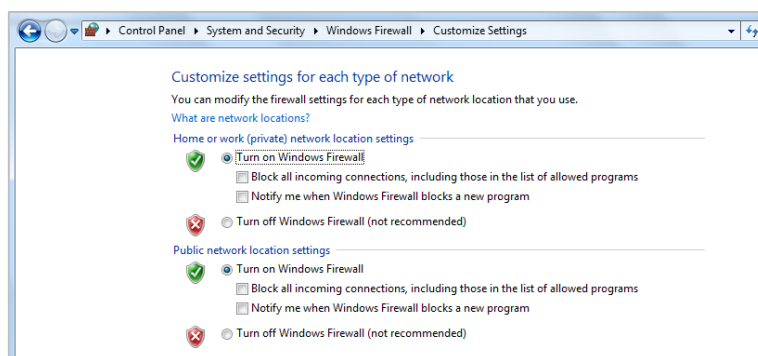 Control Panel ▸ System and Security ▸ Windows Firewall ▸ Customize Settings
Customize settings for each type of network
You can modify the firewall settings for each type of network location that you use.
What are network locations?
Home or work (private) network location settings
Turn on Windows Firewall
Block all incoming connections, including those in the list of allowed programs
Notify me when Windows Firewall blocks a new program
Turn off Windows Firewall (not recommended)
Public network location settings
Turn on Windows Firewall
Block all incoming connections, including those in the list of allowed programs
Notify me when Windows Firewall blocks a new program
Turn off Windows Firewall (not recommended)